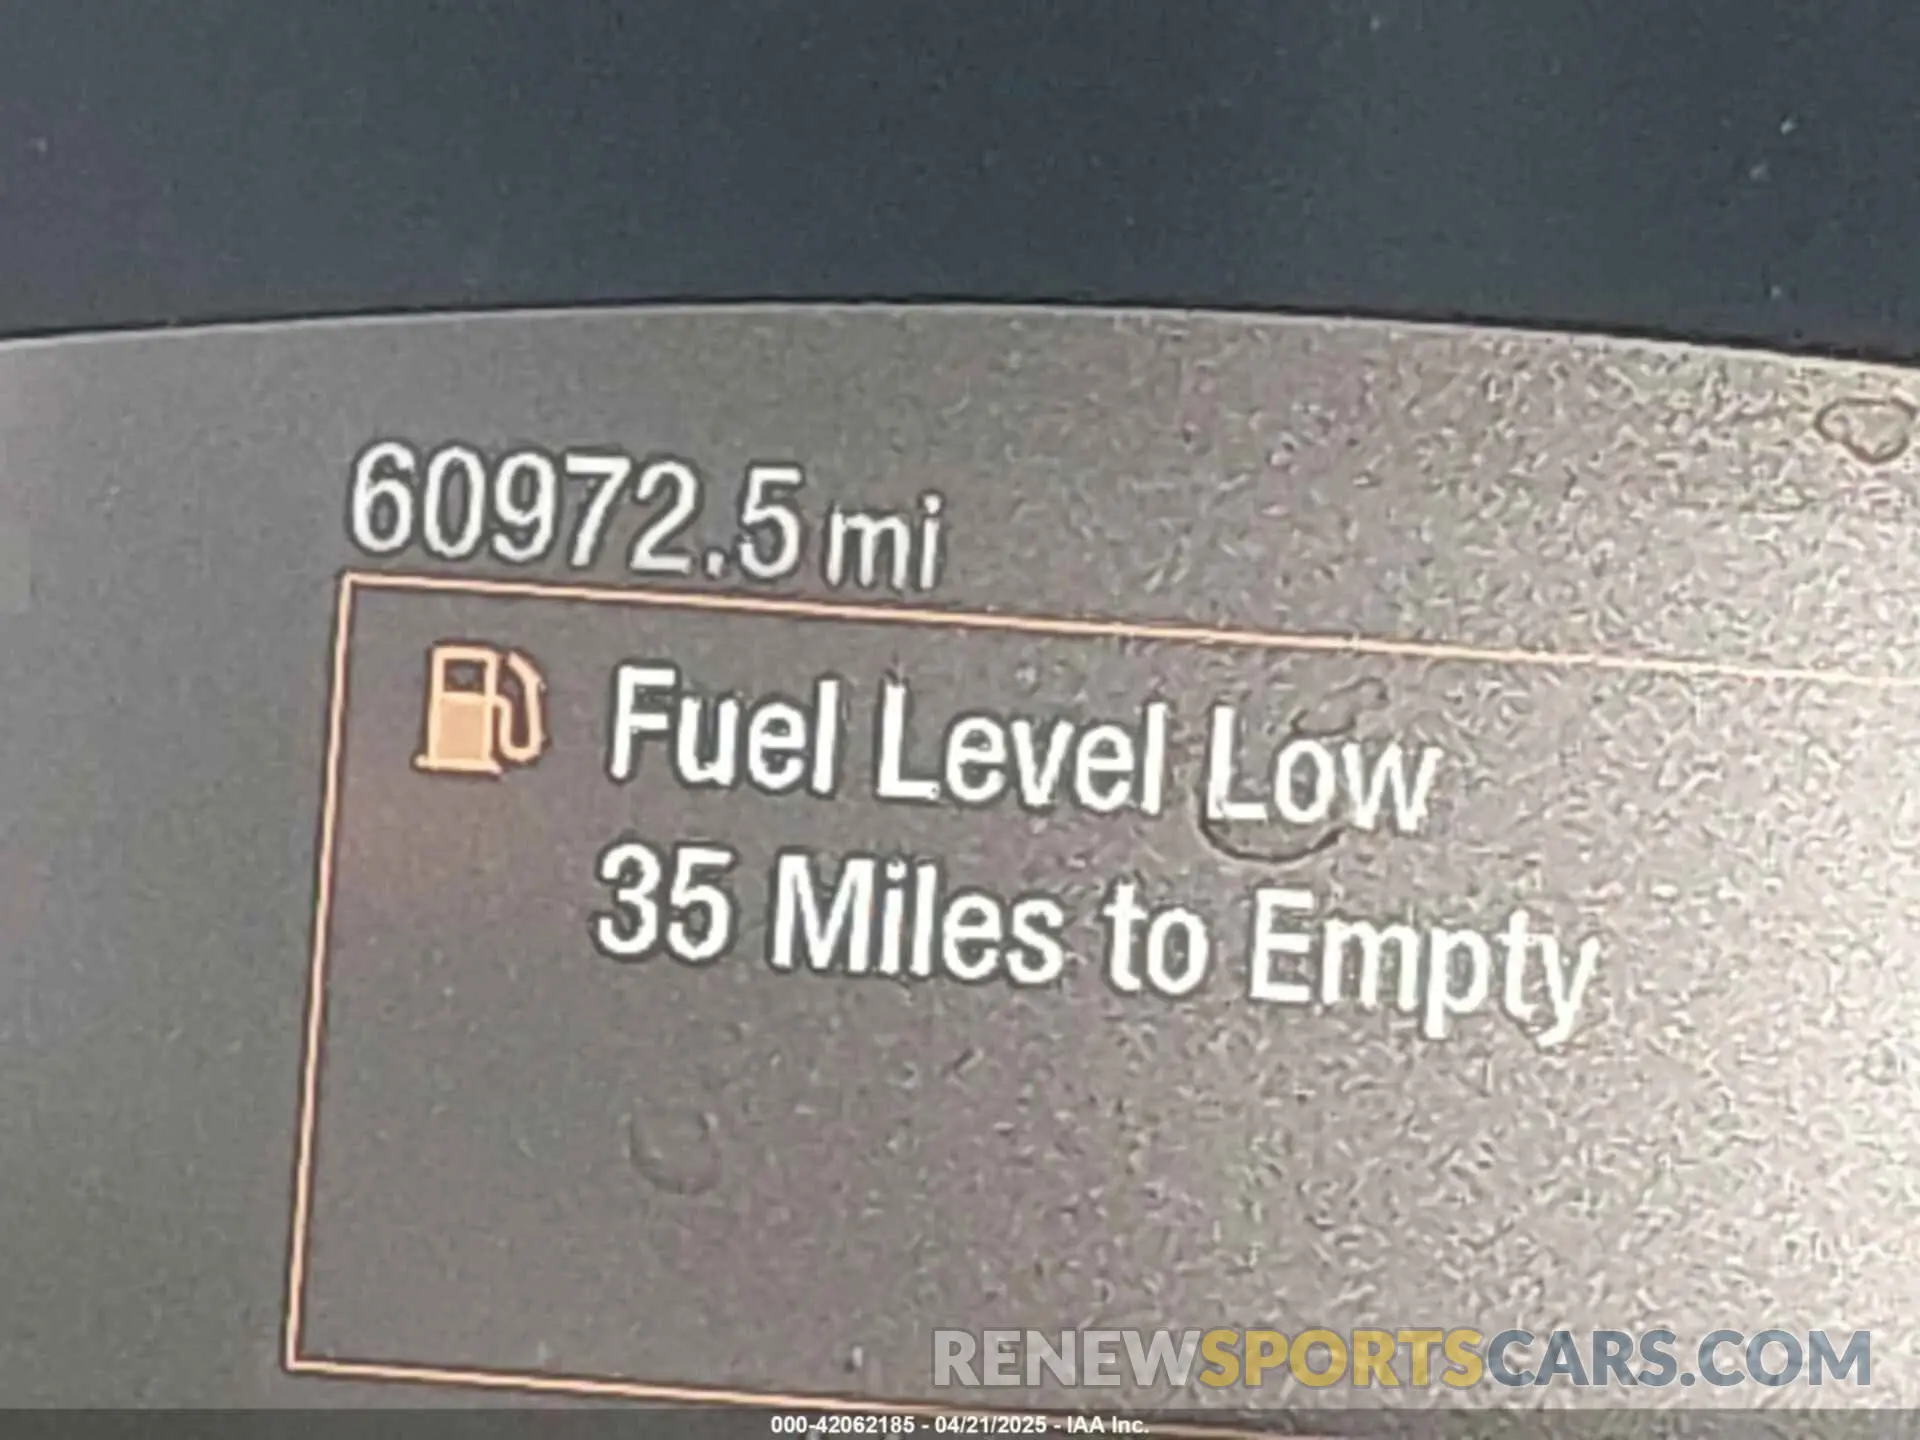 60972.5 mi
Fuel Level Low
35 Miles to Empty
RENEWSPORTSCARS.COM
000-42062185 - 04/21/2025 - IAA Inc.